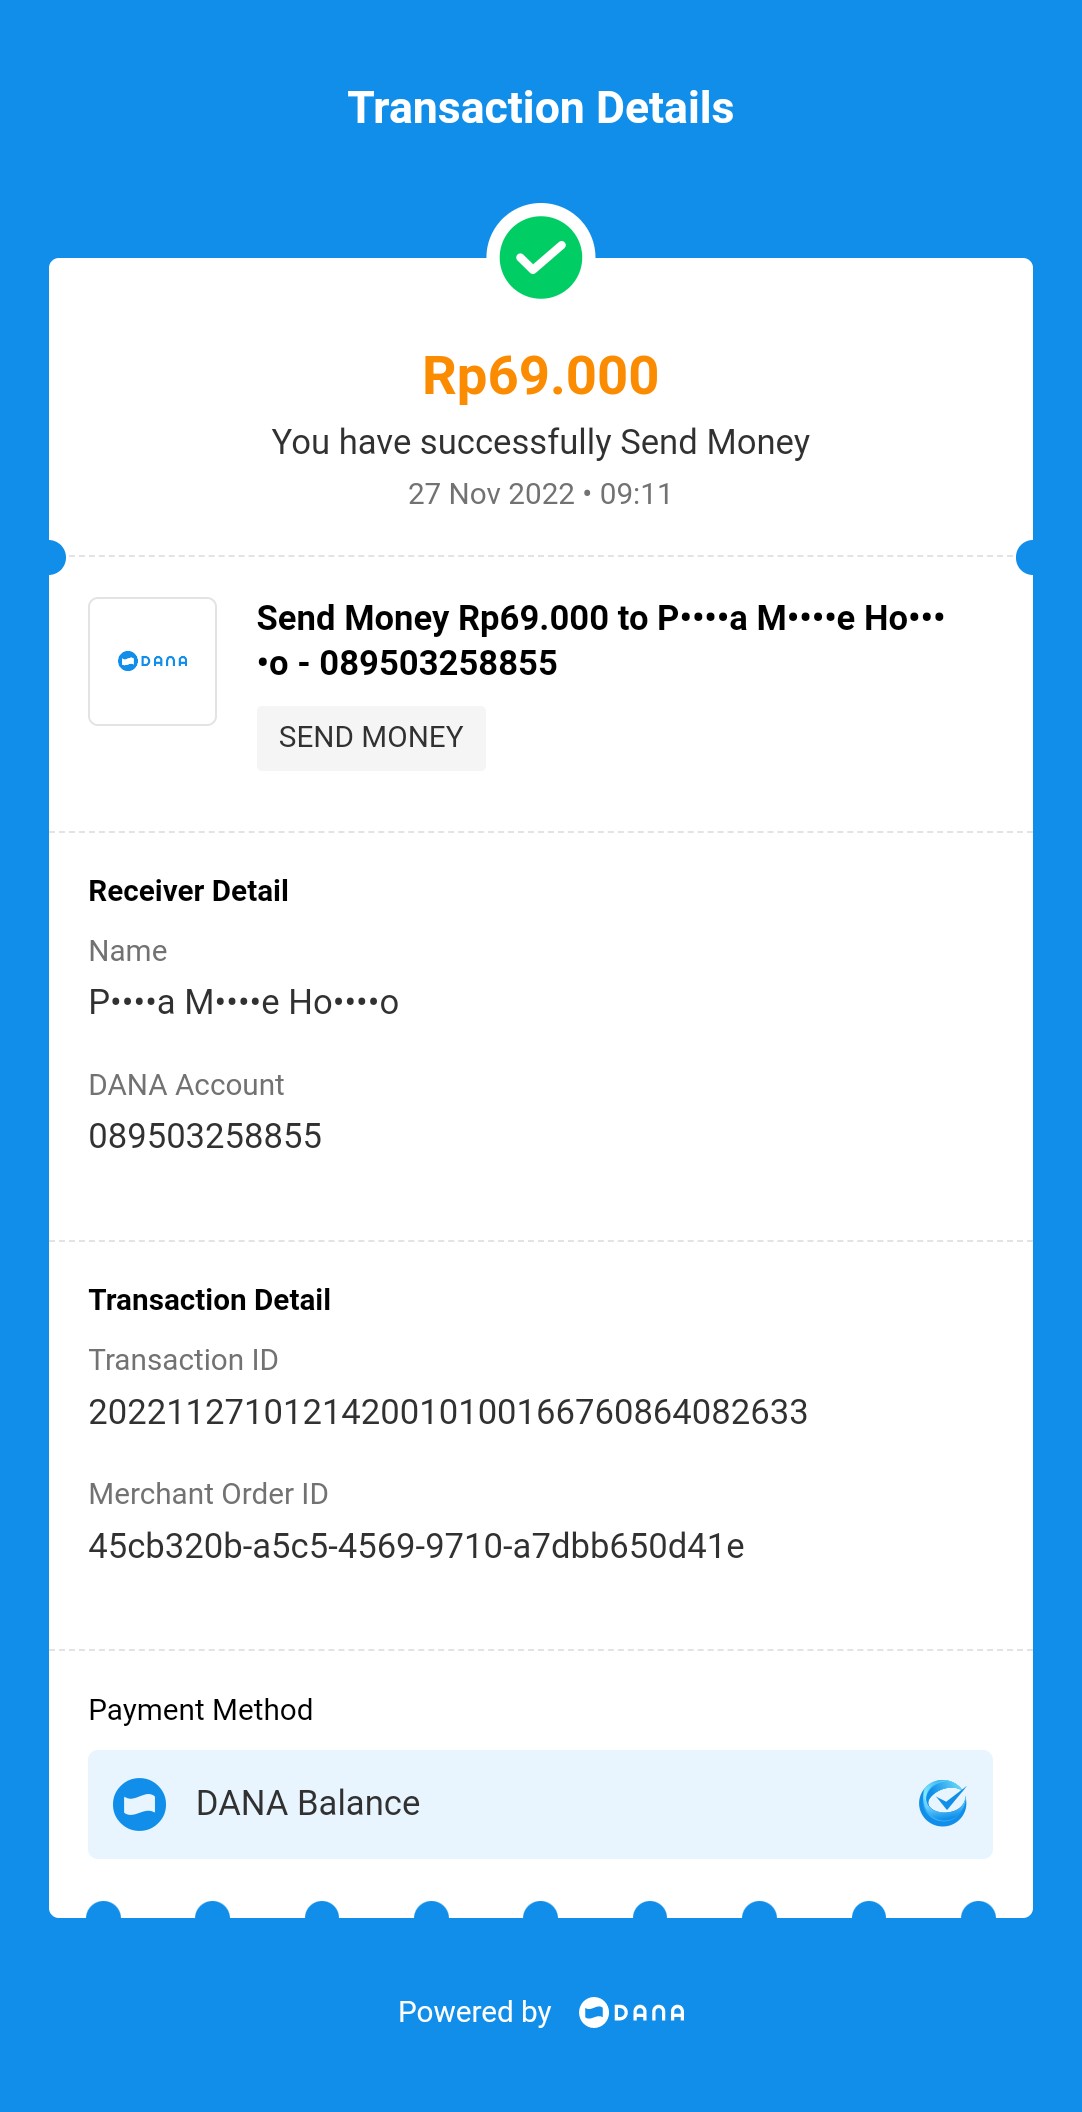 Transaction Details
Rp69.000
You have successfully Send Money
27 Nov 2022 • 09:11
DANA
Send Money Rp69.000 to P••••a M••••e Ho•••
•o - 089503258855
SEND MONEY
Receiver Detail
Name
P••••a M••••e Ho••••o
DANA Account
089503258855
Transaction Detail
Transaction ID
2022112710121420010100166760864082633
Merchant Order ID
45cb320b-a5c5-4569-9710-a7dbb650d41e
Payment Method
DANA Balance
Powered by DANA